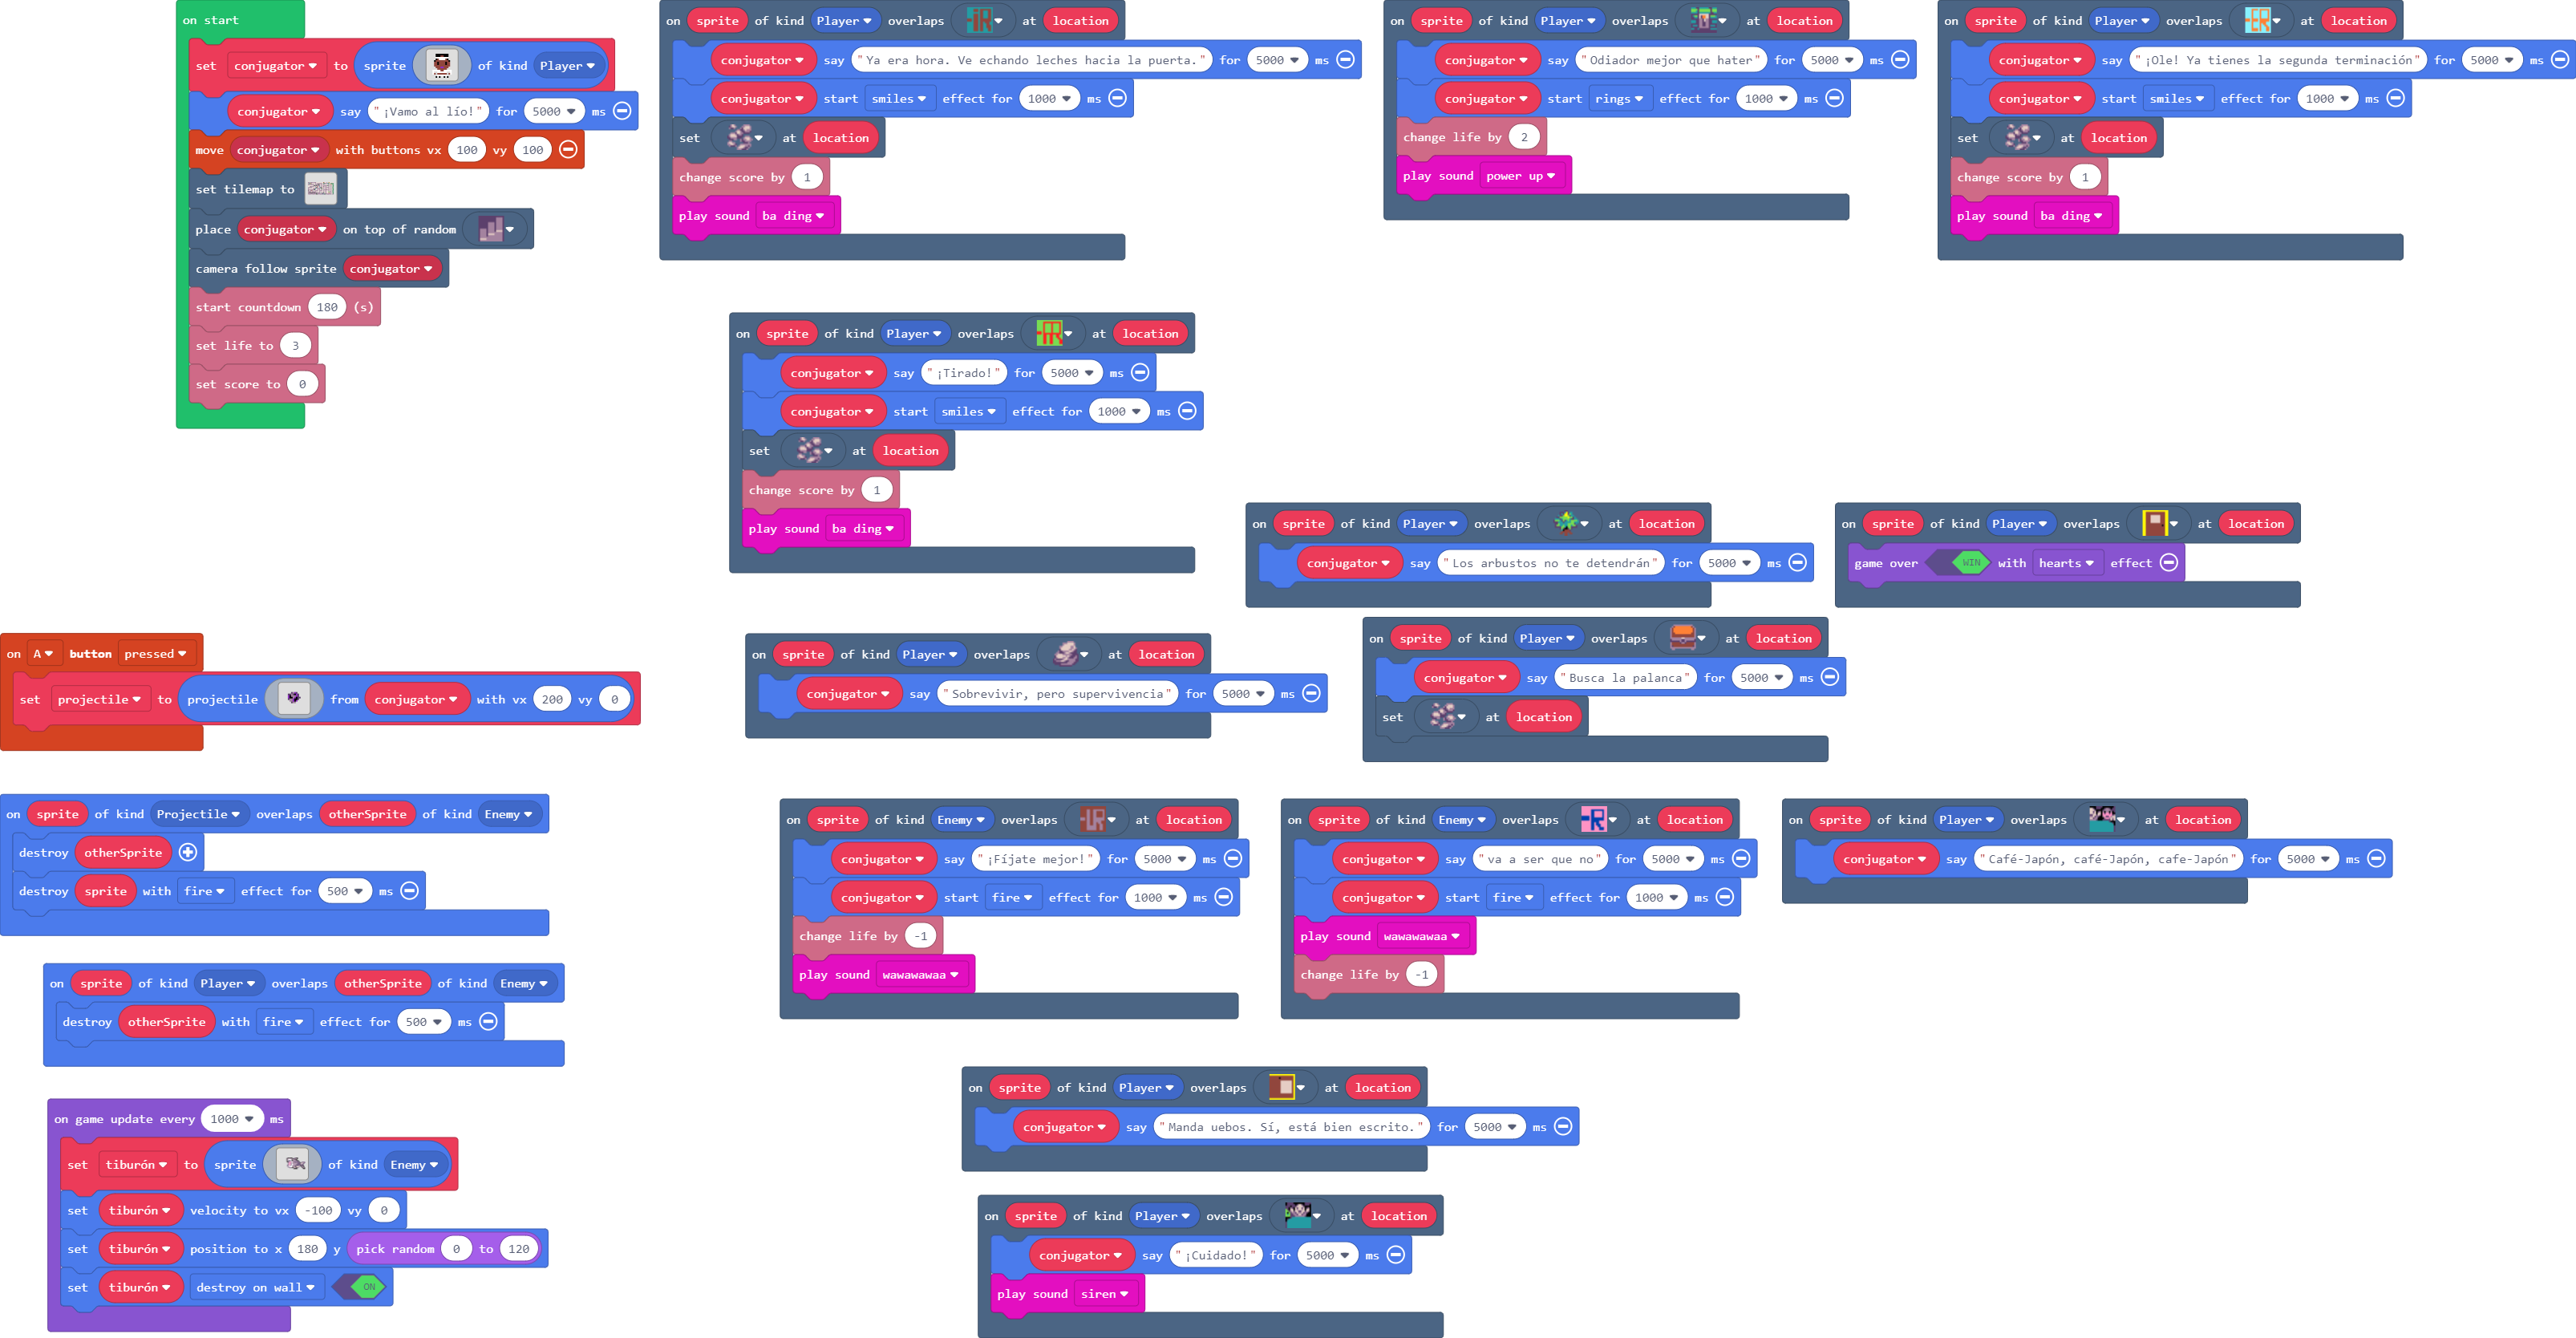 on start
set conjugator to sprite of kind Player
conjugator say "¡Vamo al lío!" for 5000 ms
move conjugator with buttons vx 100 vy 100
set tilemap to
place conjugator on top of random
camera follow sprite conjugator
start countdown 180 (s)
set life to 3
set score to 0
on sprite of kind Player overlaps -iR at location
conjugator say "Ya era hora. Ve echando leches hacia la puerta." for 5000 ms
conjugator start smiles effect for 1000 ms
set at location
change score by 1
play sound ba ding
on sprite of kind Player overlaps at location
conjugator say "Odiador mejor que hater" for 5000 ms
conjugator start rings effect for 1000 ms
change life by 2
play sound power up
on sprite of kind Player overlaps -ER at location
conjugator say "¡Ole! Ya tienes la segunda terminación" for 5000 ms
conjugator start smiles effect for 1000 ms
set at location
change score by 1
play sound ba ding
on sprite of kind Player overlaps -AR at location
conjugator say "¡Tirado!" for 5000 ms
conjugator start smiles effect for 1000 ms
set at location
change score by 1
play sound ba ding
on sprite of kind Player overlaps at location
conjugator say "Los arbustos no te detendrán" for 5000 ms
on sprite of kind Player overlaps at location
game over WIN with hearts effect
on A button pressed
set projectile to projectile from conjugator with vx 200 vy 0
on sprite of kind Player overlaps at location
conjugator say "Sobrevivir, pero supervivencia" for 5000 ms
on sprite of kind Player overlaps at location
conjugator say "Busca la palanca" for 5000 ms
set at location
on sprite of kind Projectile overlaps otherSprite of kind Enemy
destroy otherSprite
destroy sprite with fire effect for 500 ms
on sprite of kind Enemy overlaps -UR at location
conjugator say "¡Fíjate mejor!" for 5000 ms
conjugator start fire effect for 1000 ms
change life by -1
play sound wawawawaa
on sprite of kind Enemy overlaps -R at location
conjugator say "va a ser que no" for 5000 ms
conjugator start fire effect for 1000 ms
play sound wawawawaa
change life by -1
on sprite of kind Player overlaps at location
conjugator say "Café-Japón, café-Japón, cafe-Japón" for 5000 ms
on sprite of kind Player overlaps otherSprite of kind Enemy
destroy otherSprite with fire effect for 500 ms
on game update every 1000 ms
set tiburón to sprite of kind Enemy
set tiburón velocity to vx -100 vy 0
set tiburón position to x 180 y pick random 0 to 120
set tiburón destroy on wall ON
on sprite of kind Player overlaps at location
conjugator say "Manda uebos. Sí, está bien escrito." for 5000 ms
on sprite of kind Player overlaps at location
conjugator say "¡Cuidado!" for 5000 ms
play sound siren